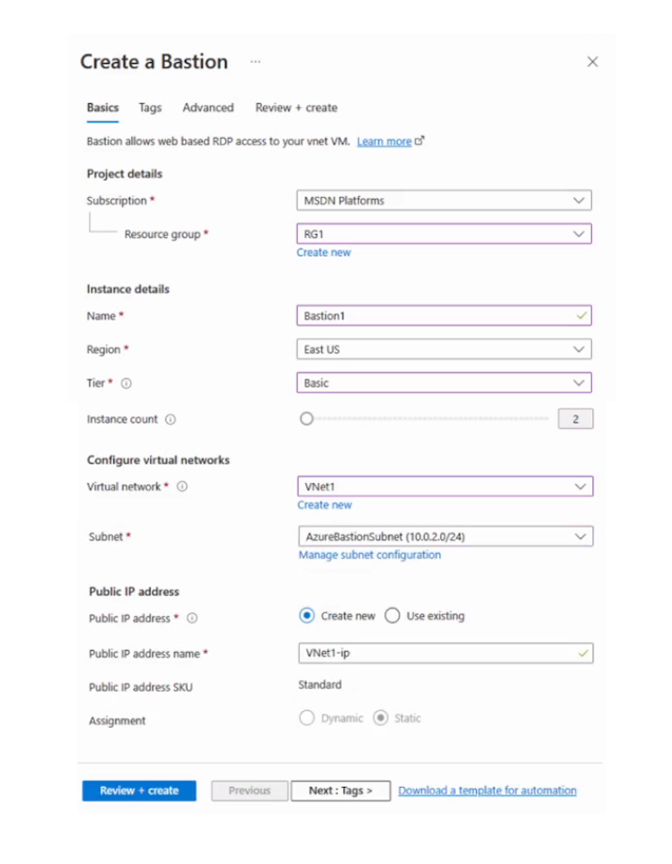 Create a Bastion ...
Basics Tags Advanced Review + create
Bastion allows web based RDP access to your vnet VM. Learn more
Project details
Subscription * MSDN Platforms
Resource group * RG1
Create new
Instance details
Name * Bastion1
Region * East US
Tier * Basic
Instance count 2
Configure virtual networks
Virtual network * VNet1
Create new
Subnet * AzureBastionSubnet (10.0.2.0/24)
Manage subnet configuration
Public IP address
Public IP address * Create new Use existing
Public IP address name * VNet1-ip
Public IP address SKU Standard
Assignment Dynamic Static
Review + create Previous Next : Tags > Download a template for automation